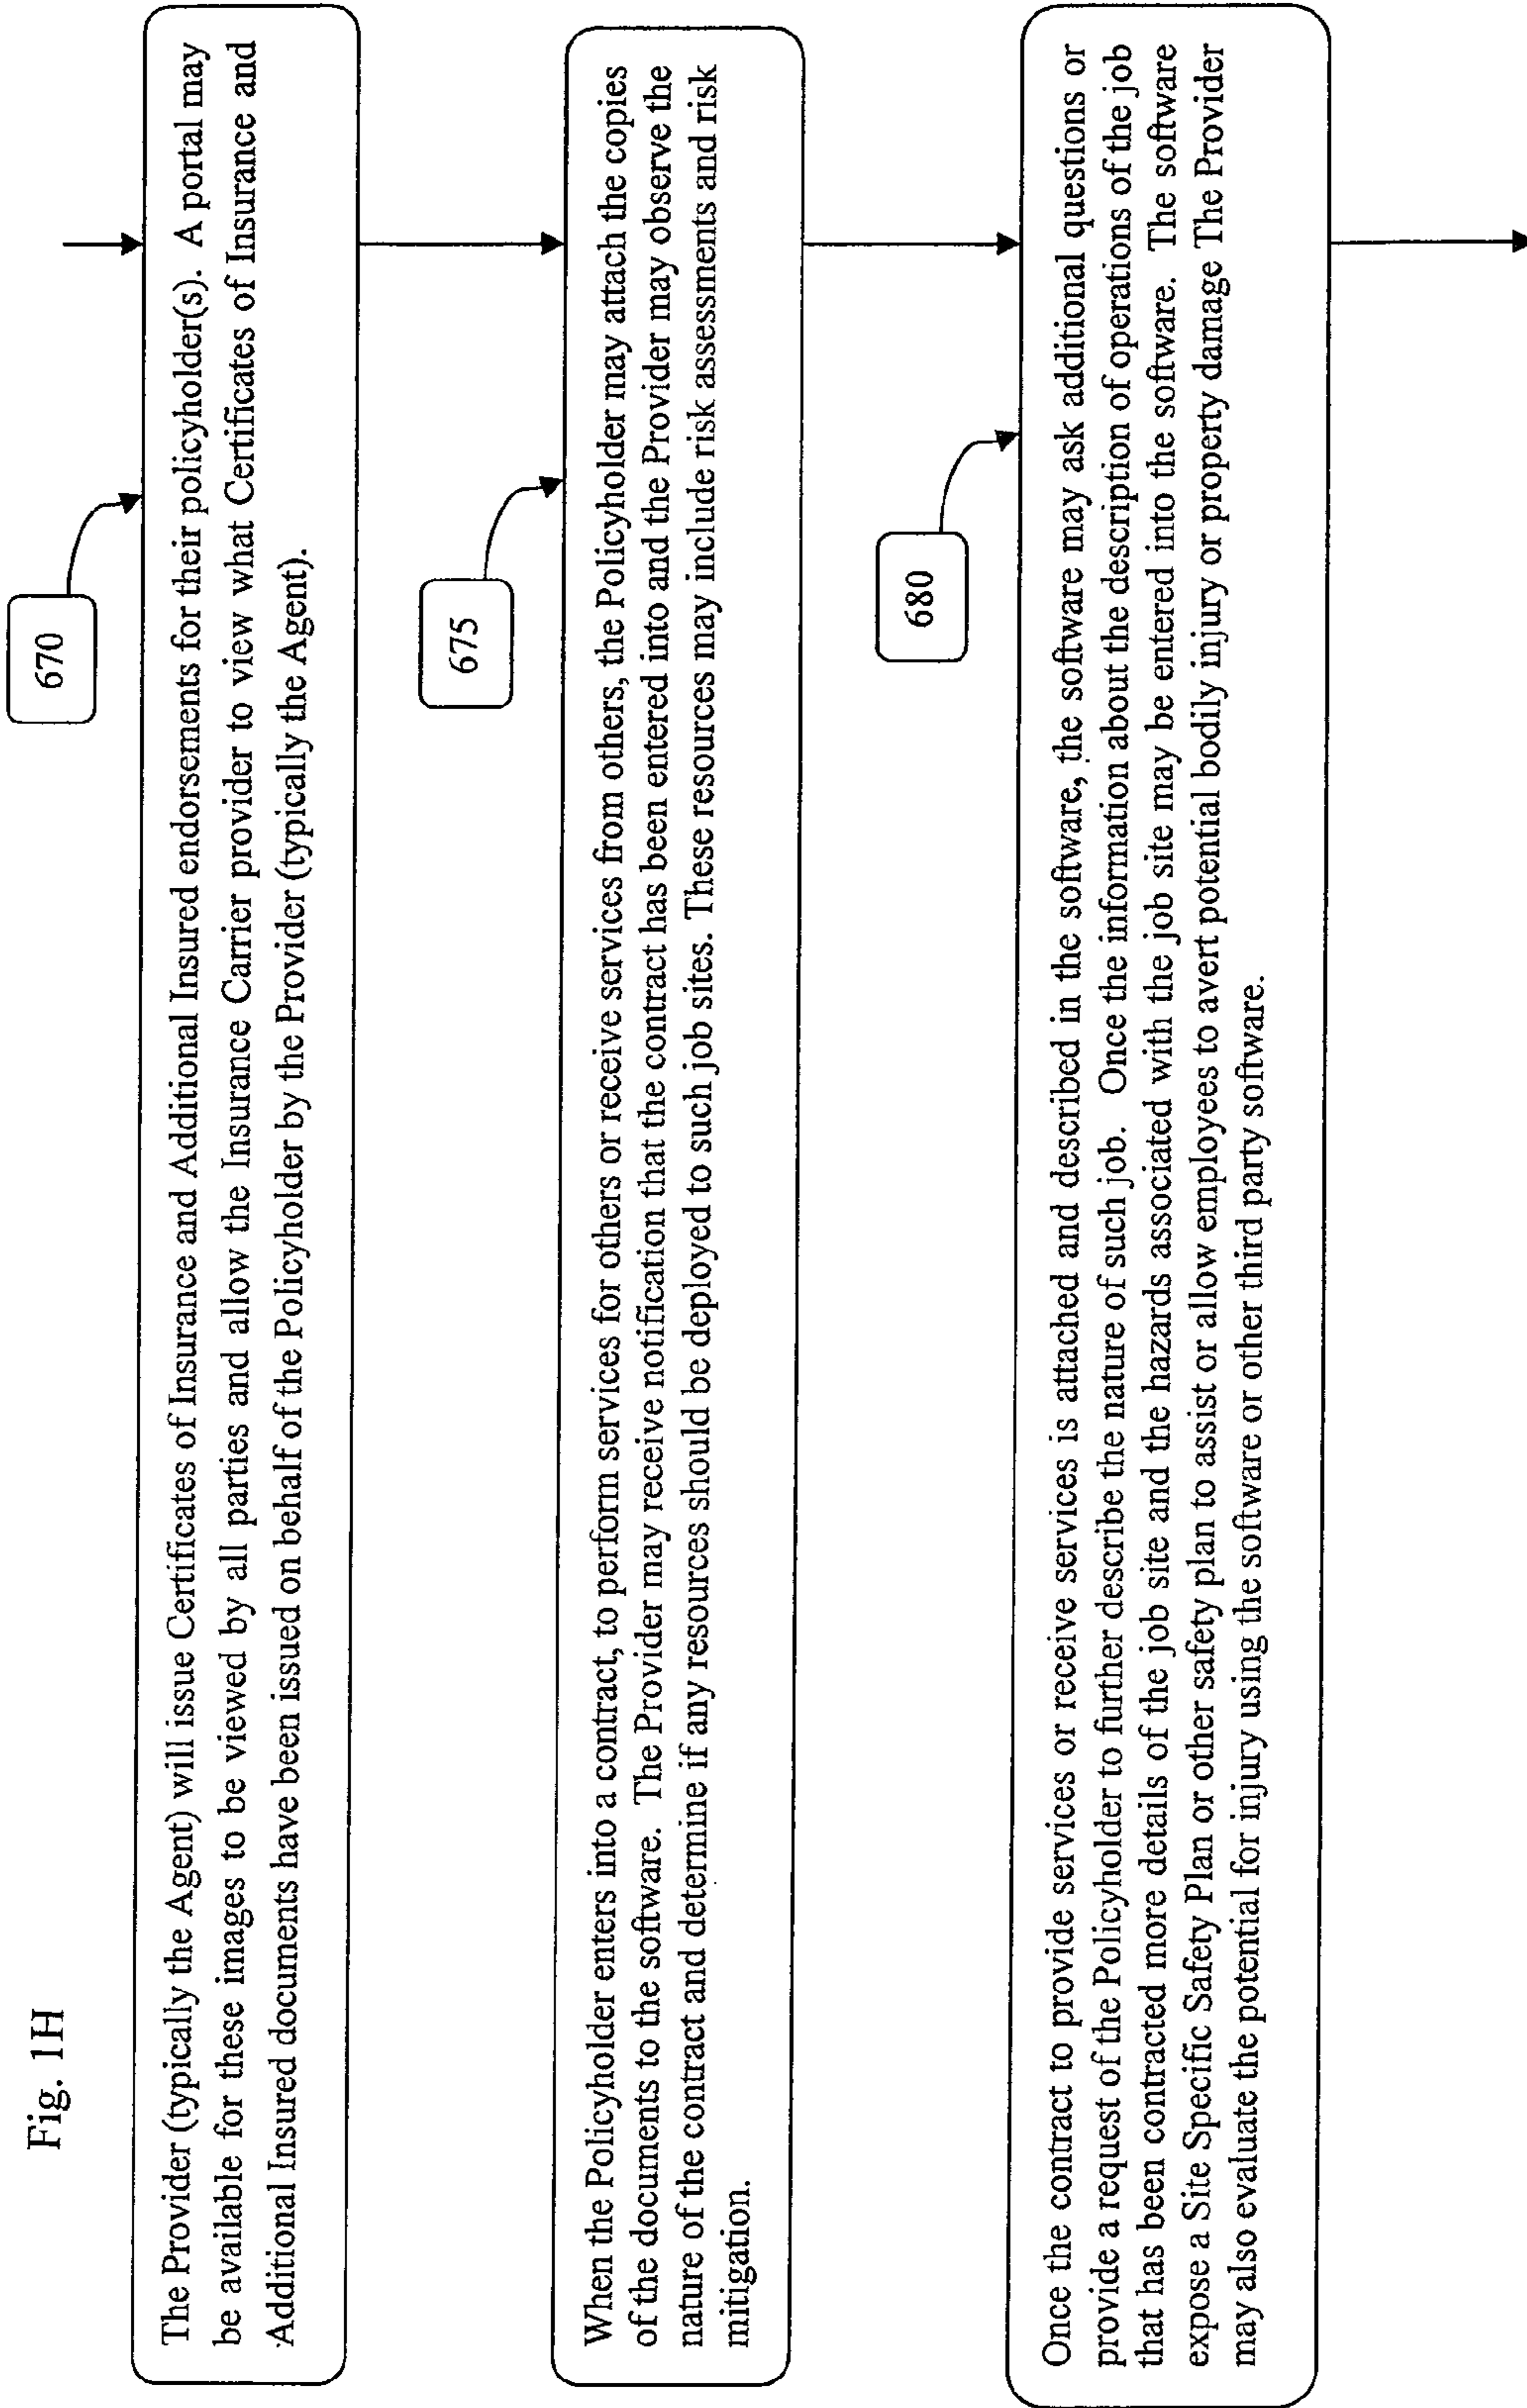 Fig. 1H
670
The Provider (typically the Agent) will issue Certificates of Insurance and Additional Insured endorsements for their policyholder(s). A portal may
be available for these images to be viewed by all parties and allow the Insurance Carrier provider to view what Certificates of Insurance and
Additional Insured documents have been issued on behalf of the Policyholder by the Provider (typically the Agent).
675
When the Policyholder enters into a contract, to perform services for others or receive services from others, the Policyholder may attach the copies
of the documents to the software. The Provider may receive notification that the contract has been entered into and the Provider may observe the
nature of the contract and determine if any resources should be deployed to such job sites. These resources may include risk assessments and risk
mitigation.
680
Once the contract to provide services or receive services is attached and described in the software, the software may ask additional questions or
provide a request of the Policyholder to further describe the nature of such job. Once the information about the description of operations of the job
that has been contracted more details of the job site and the hazards associated with the job site may be entered into the software. The software
expose a Site Specific Safety Plan or other safety plan to assist or allow employees to avert potential bodily injury or property damage The Provider
may also evaluate the potential for injury using the software or other third party software.